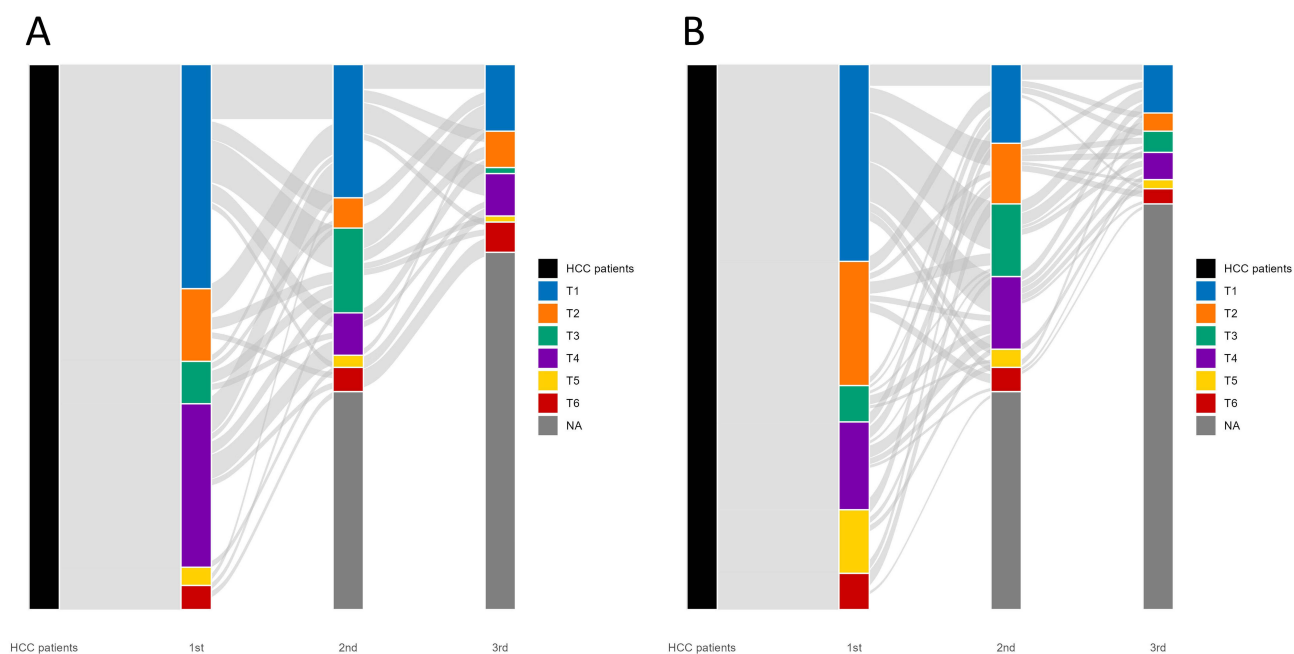 A
B
HCC patients
T1
T2
T3
T4
T5
T6
NA
HCC patients
T1
T2
T3
T4
T5
T6
NA
HCC patients 1st 2nd 3rd
HCC patients 1st 2nd 3rd